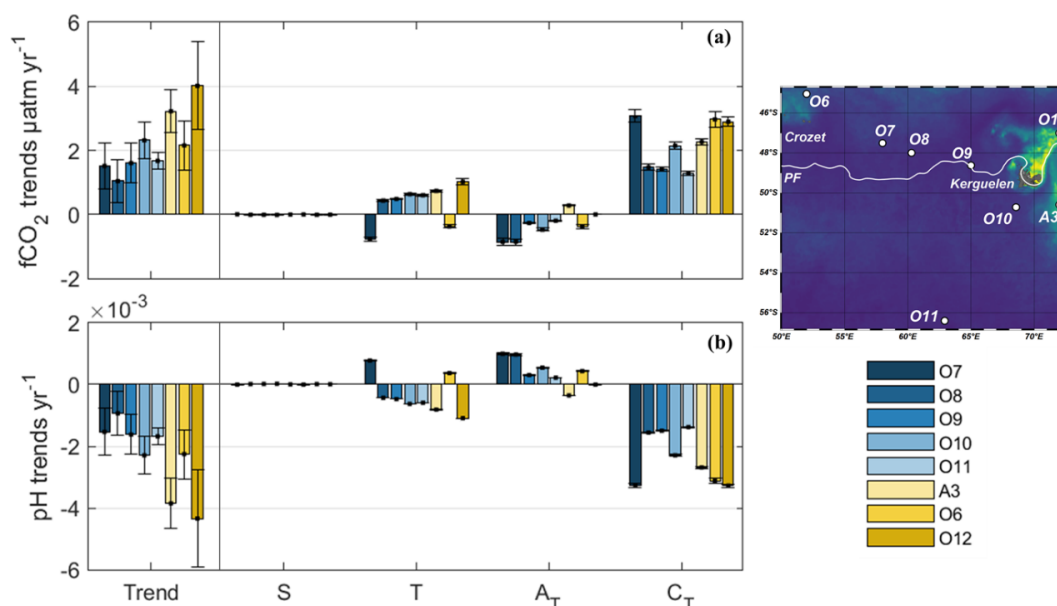 (a)
6
4
2
0
-2
fCO2 trends µatm yr-1
×10-3
(b)
2
0
-2
-4
-6
pH trends yr-1
Trend
S
T
AT
CT
46°S
48°S
50°S
52°S
54°S
56°S
50°E
55°E
60°E
65°E
70°E
O6
O7
O8
O1
Crozet
O9
PF
Kerguelen
O10
A3
O11
O7
O8
O9
O10
O11
A3
O6
O12